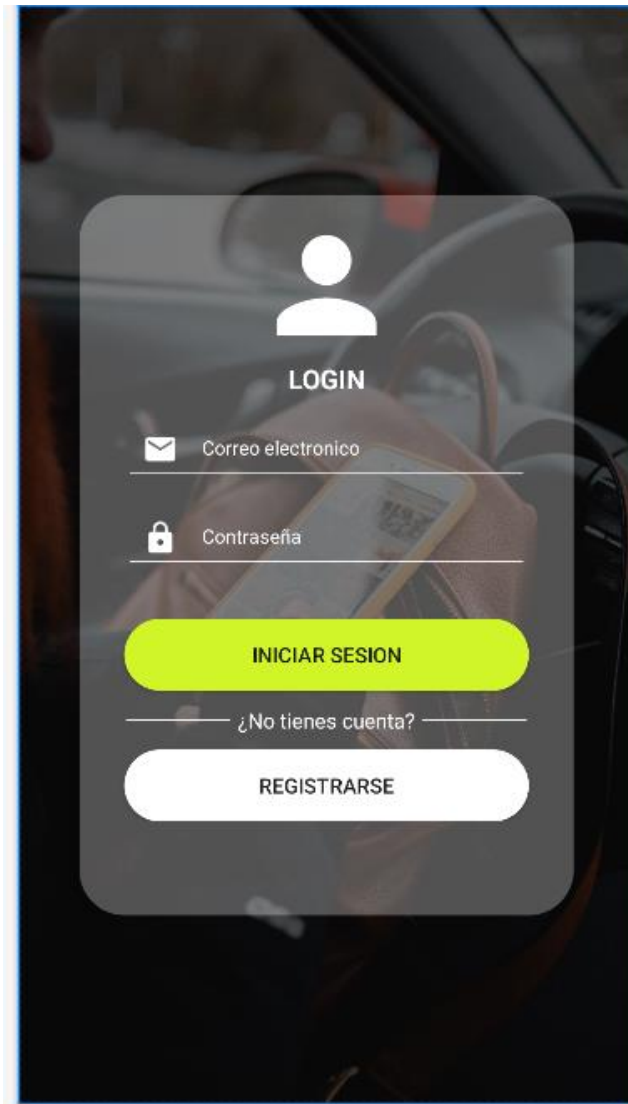 LOGIN
Correo electronico
Contraseña
INICIAR SESION
¿No tienes cuenta?
REGISTRARSE